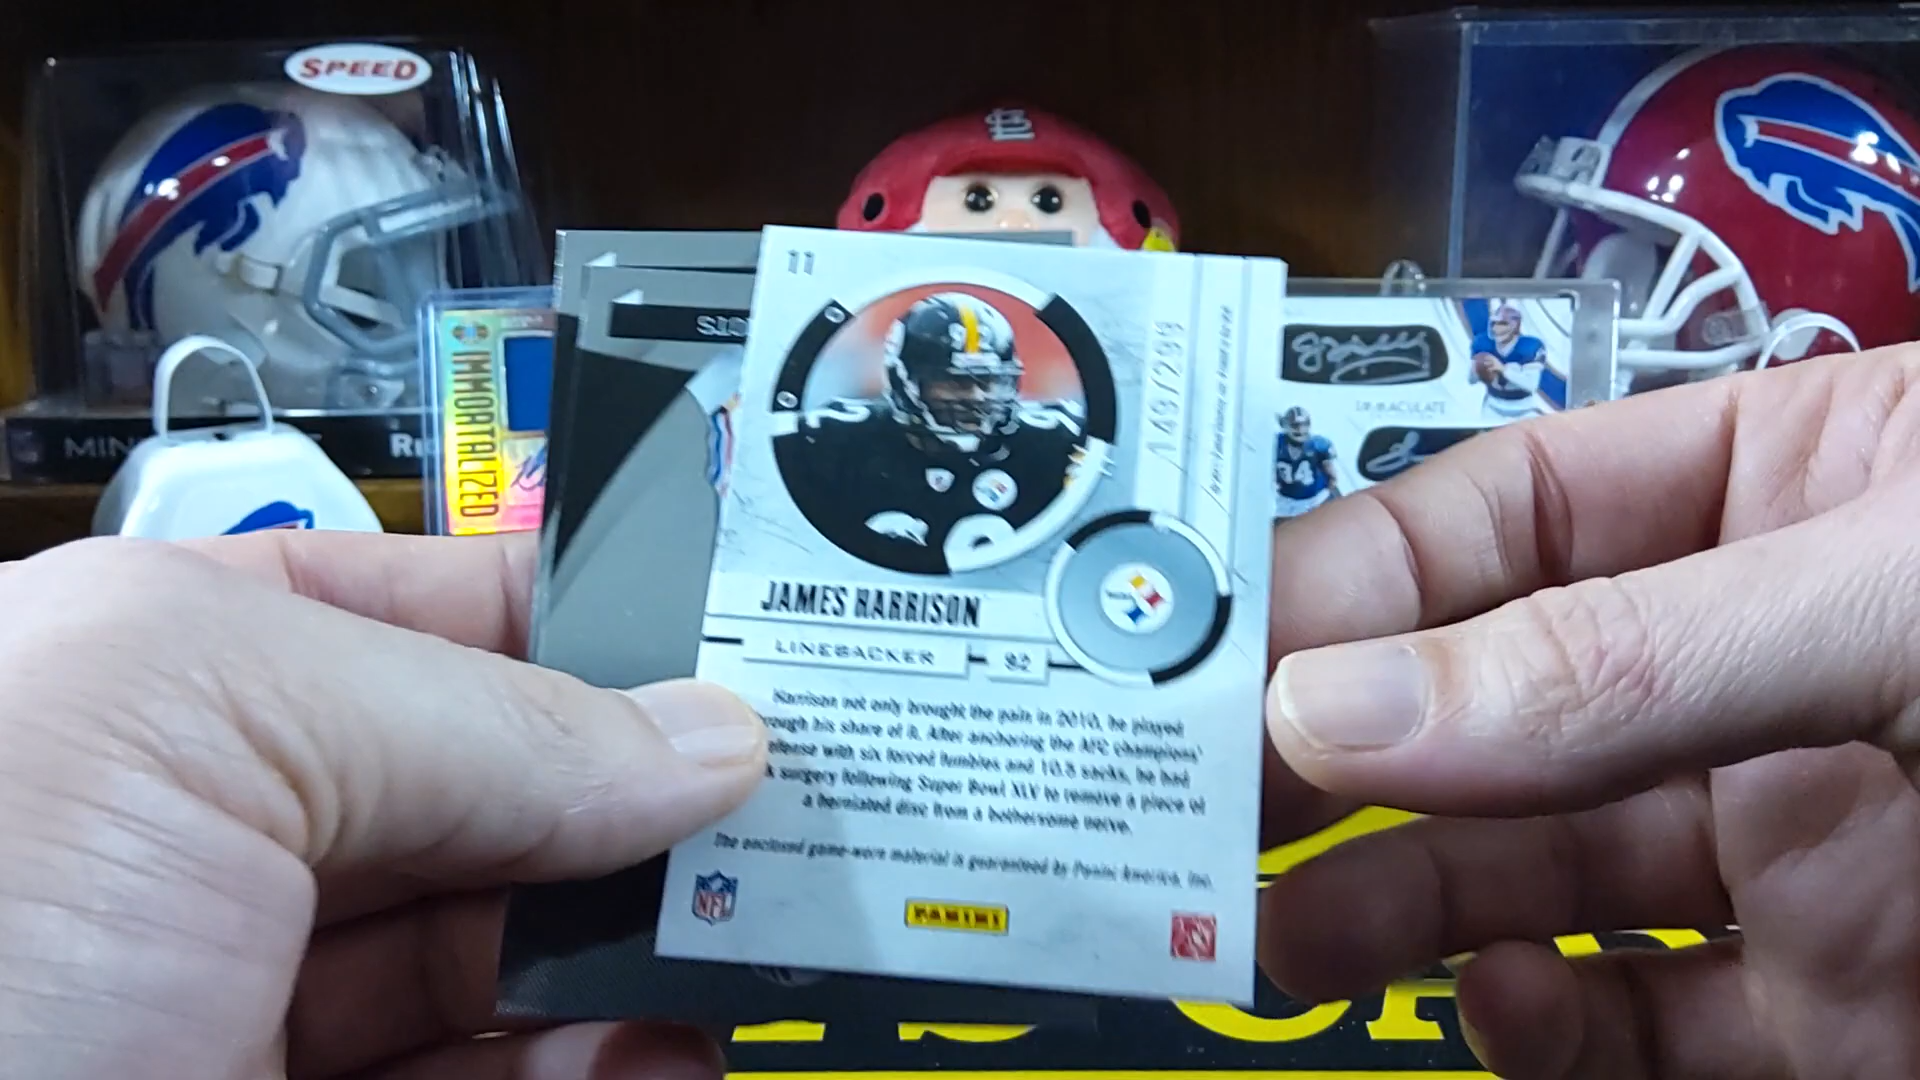 SPEED
11
149/299
JAMES HARRISON
LINEBACKER
92
Harrison not only brought the pain in 2010, he played
through his share of it. After anchoring the AFC champions'
defense with six forced fumbles and 10.5 sacks, he had
surgery following Super Bowl XLV to remove a piece of
a herniated disc from a bothersome nerve.
The enclosed game-worn material is guaranteed by Panini America, Inc.
NFL
PANINI
IMMORTALIZED
IMMACULATE
34
MIN